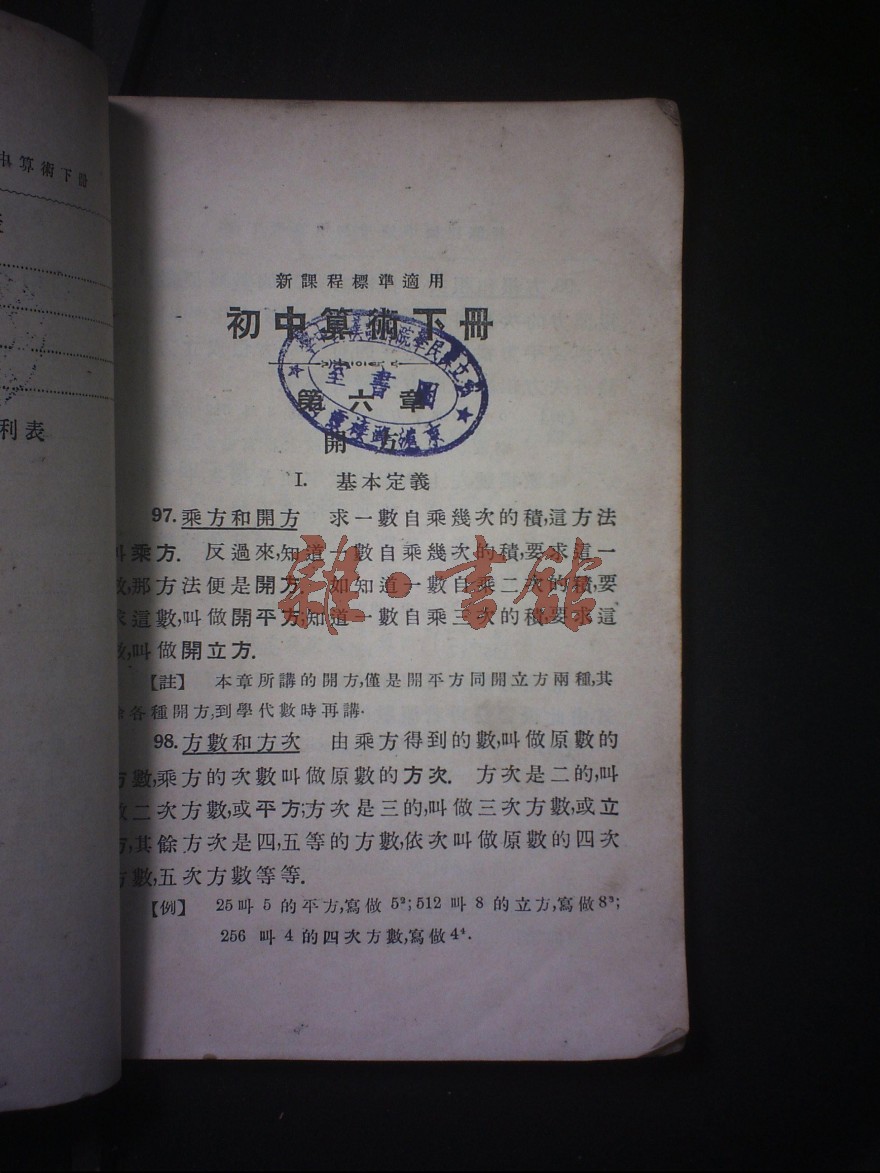 中算術下冊
利表
新課程標準適用
初中算術下冊
圖書室
第六章
開方
I. 基本定義
97. 乘方和開方 求一數自乘幾次的積,這方法
叫乘方. 反過來,知道一數自乘幾次的積,要求這一
數,那方法便是開方. 如知道一數自乘二次的積,要
求這數,叫做開平方;知道一數自乘三次的積,要求這
數,叫做開立方.
【註】 本章所講的開方,僅是開平方同開立方兩種,其
餘各種開方,到學代數時再講.
98. 方數和方次 由乘方得到的數,叫做原數的
方數,乘方的次數叫做原數的方次. 方次是二的,叫
做二次方數,或平方;方次是三的,叫做三次方數,或立
方,其餘方次是四,五等的方數,依次叫做原數的四次
方數,五次方數等等.
【例】 25叫 5 的平方,寫做 5²; 512 叫 8 的立方,寫做8³;
256 叫 4 的四次方數,寫做4⁴.
雜·書館